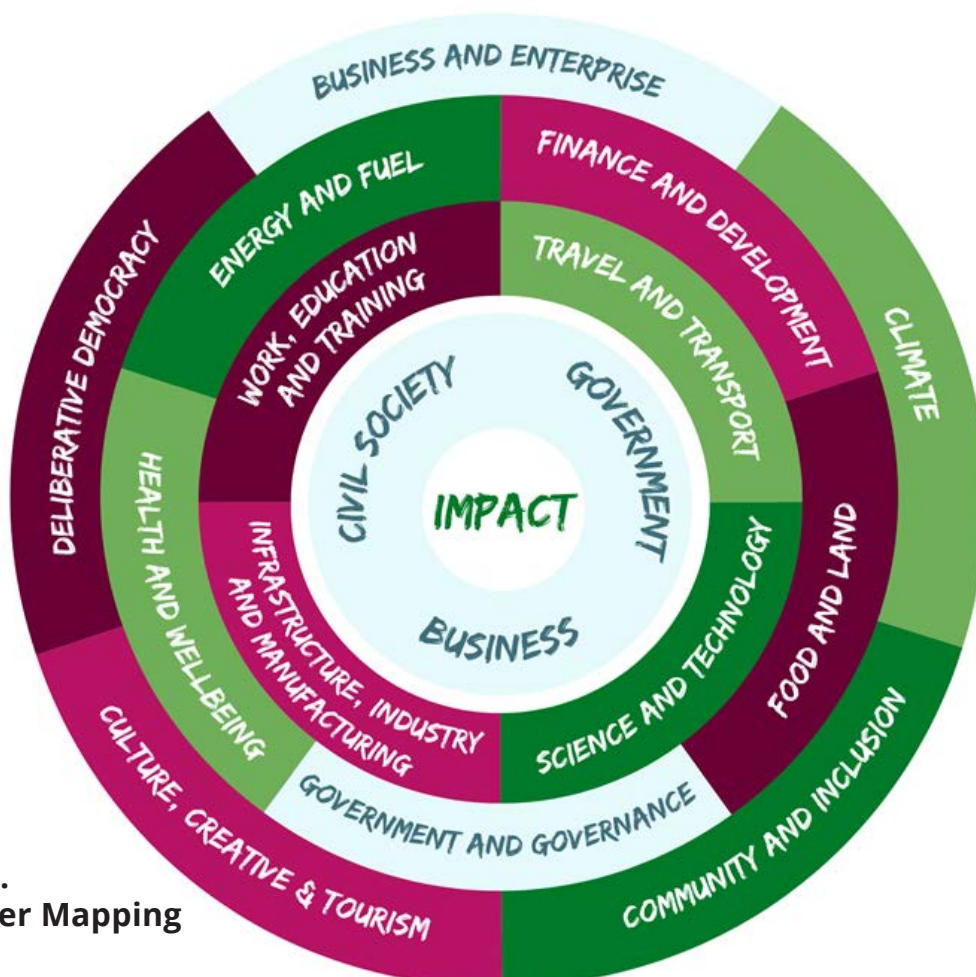 BUSINESS AND ENTERPRISE
CLIMATE
COMMUNITY AND INCLUSION
CULTURE, CREATIVE & TOURISM
DELIBERATIVE DEMOCRACY
ENERGY AND FUEL
FINANCE AND DEVELOPMENT
FOOD AND LAND
GOVERNMENT AND GOVERNANCE
HEALTH AND WELLBEING
WORK, EDUCATION
AND TRAINING
TRAVEL AND TRANSPORT
SCIENCE AND TECHNOLOGY
INFRASTRUCTURE, INDUSTRY
AND MANUFACTURING
CIVIL SOCIETY
GOVERNMENT
BUSINESS
IMPACT
.
er Mapping